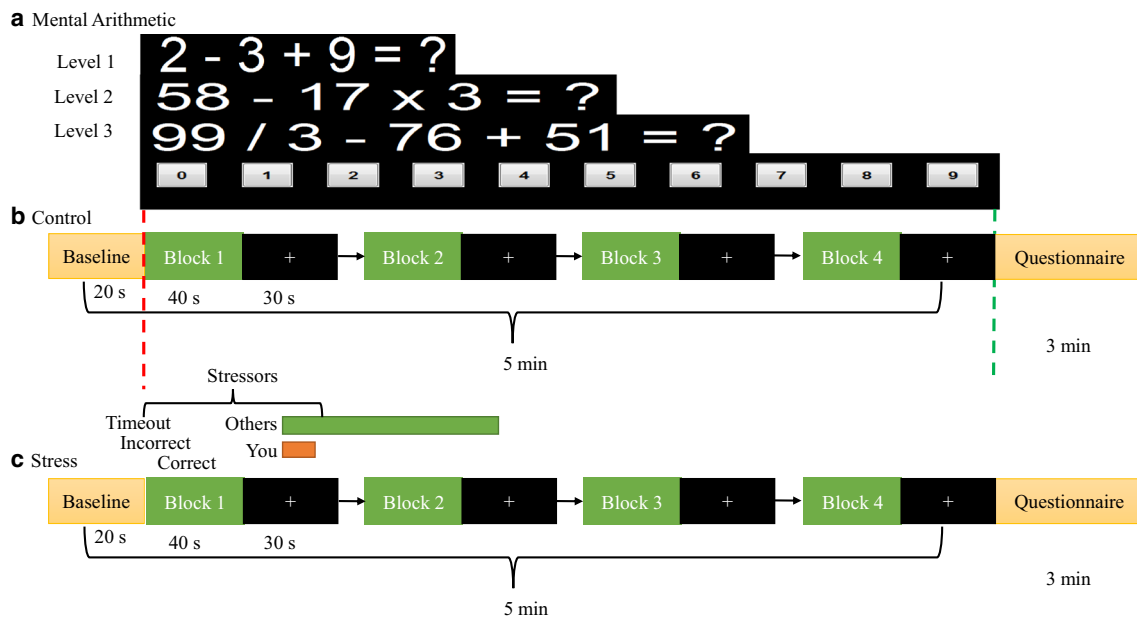 a Mental Arithmetic
Level 1 2 - 3 + 9 = ?
Level 2 58 - 17 x 3 = ?
Level 3 99 / 3 - 76 + 51 = ?
0 1 2 3 4 5 6 7 8 9
b Control
Baseline Block 1 + Block 2 + Block 3 + Block 4 + Questionnaire
20 s 40 s 30 s
5 min 3 min
Stressors
Timeout Others
Incorrect You
Correct
c Stress
Baseline Block 1 + Block 2 + Block 3 + Block 4 + Questionnaire
20 s 40 s 30 s
5 min 3 min